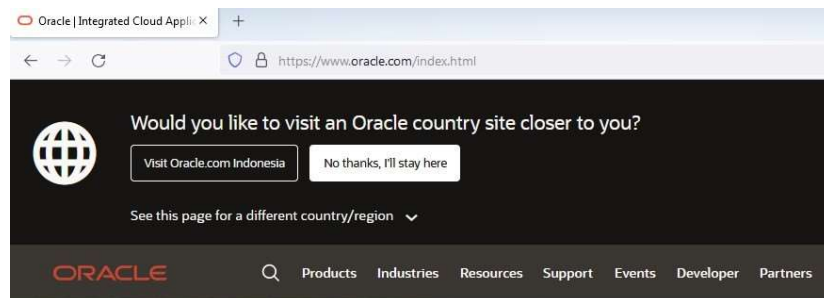 Oracle | Integrated Cloud Applic
https://www.oracle.com/index.html
Would you like to visit an Oracle country site closer to you?
Visit Oracle.com Indonesia No thanks, I'll stay here
See this page for a different country/region
ORACLE Products Industries Resources Support Events Developer Partners